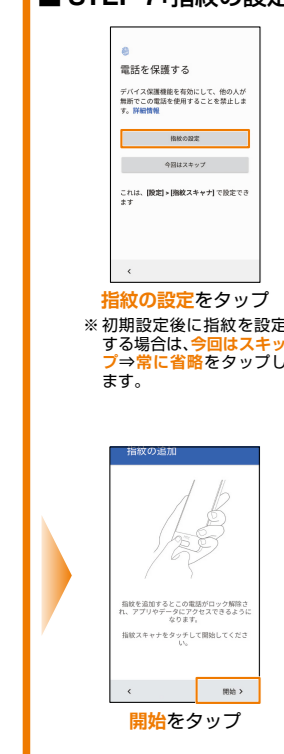 ■ STEP 7:指紋の設定
電話を保護する
デバイス保護機能を有効にして、他の人が
無断でこの電話を使用することを禁止しま
す。詳細情報
指紋の設定
今回はスキップ
これは、[設定] > [指紋スキャナ] で設定でき
ます
<
指紋の設定をタップ
※初期設定後に指紋を設定
する場合は、今回はスキッ
プ⇒常に省略をタップし
ます。
指紋の追加
指紋を追加するとこの電話がロック解除さ
れ、アプリやデータにアクセスできるように
なります。
指紋スキャナをタッチして開始してくださ
い。
<
開始 >
開始をタップ